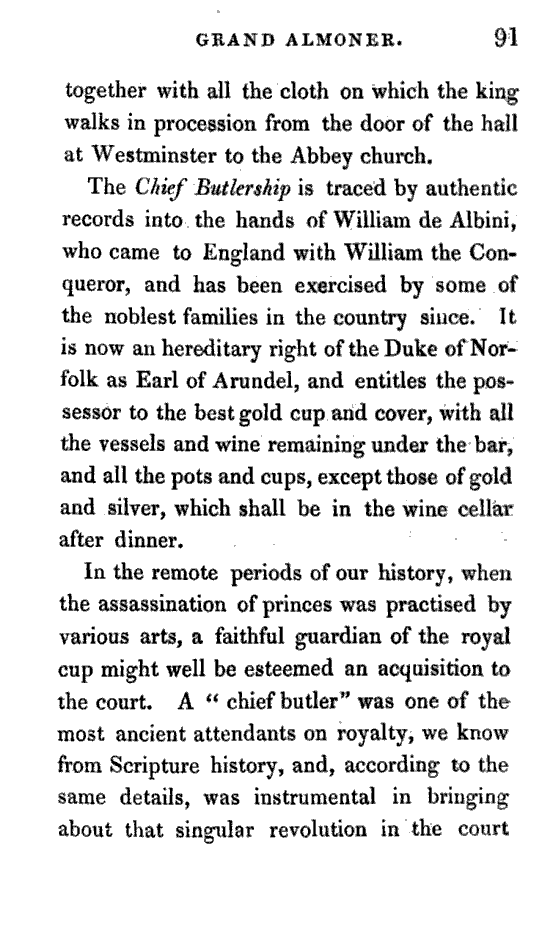 GRAND ALMONER. 91
together with all the cloth on which the king
walks in procession from the door of the hall
at Westminster to the Abbey church.
The Chief Butlership is traced by authentic
records into the hands of William de Albini,
who came to England with William the Con-
queror, and has been exercised by some of
the noblest families in the country since. It
is now an hereditary right of the Duke of Nor-
folk as Earl of Arundel, and entitles the pos-
sessor to the best gold cup and cover, with all
the vessels and wine remaining under the bar,
and all the pots and cups, except those of gold
and silver, which shall be in the wine cellar
after dinner.
In the remote periods of our history, when
the assassination of princes was practised by
various arts, a faithful guardian of the royal
cup might well be esteemed an acquisition to
the court. A “ chief butler” was one of the
most ancient attendants on royalty, we know
from Scripture history, and, according to the
same details, was instrumental in bringing
about that singular revolution in the court